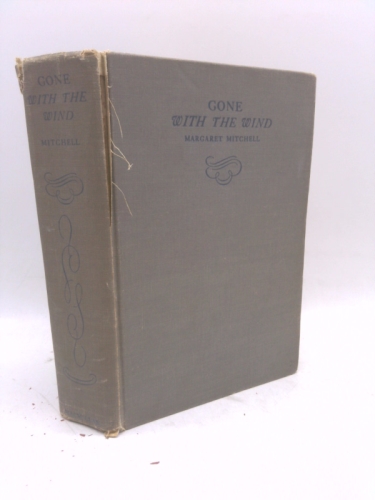 GONE
WITH THE
WIND
MITCHELL
GONE
WITH THE WIND
MARGARET MITCHELL